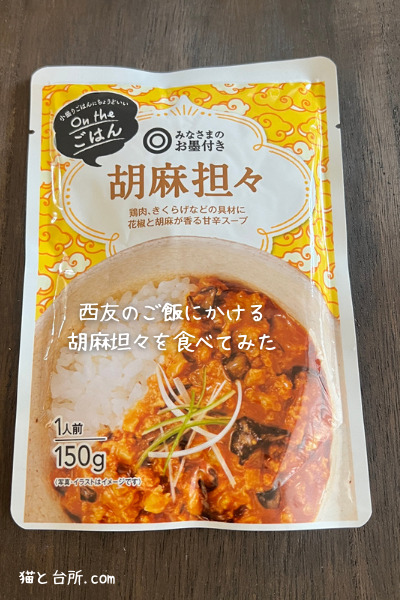 小盛りごはんにちょうどいい
On the
ごはん
みなさまの
お墨付き
胡麻担々
鶏肉、きくらげなどの具材に
花椒と胡麻が香る甘辛スープ
西友のご飯にかける
胡麻坦々を食べてみた
1人前
150g
(写真・イラストはイメージです)
猫と台所.com